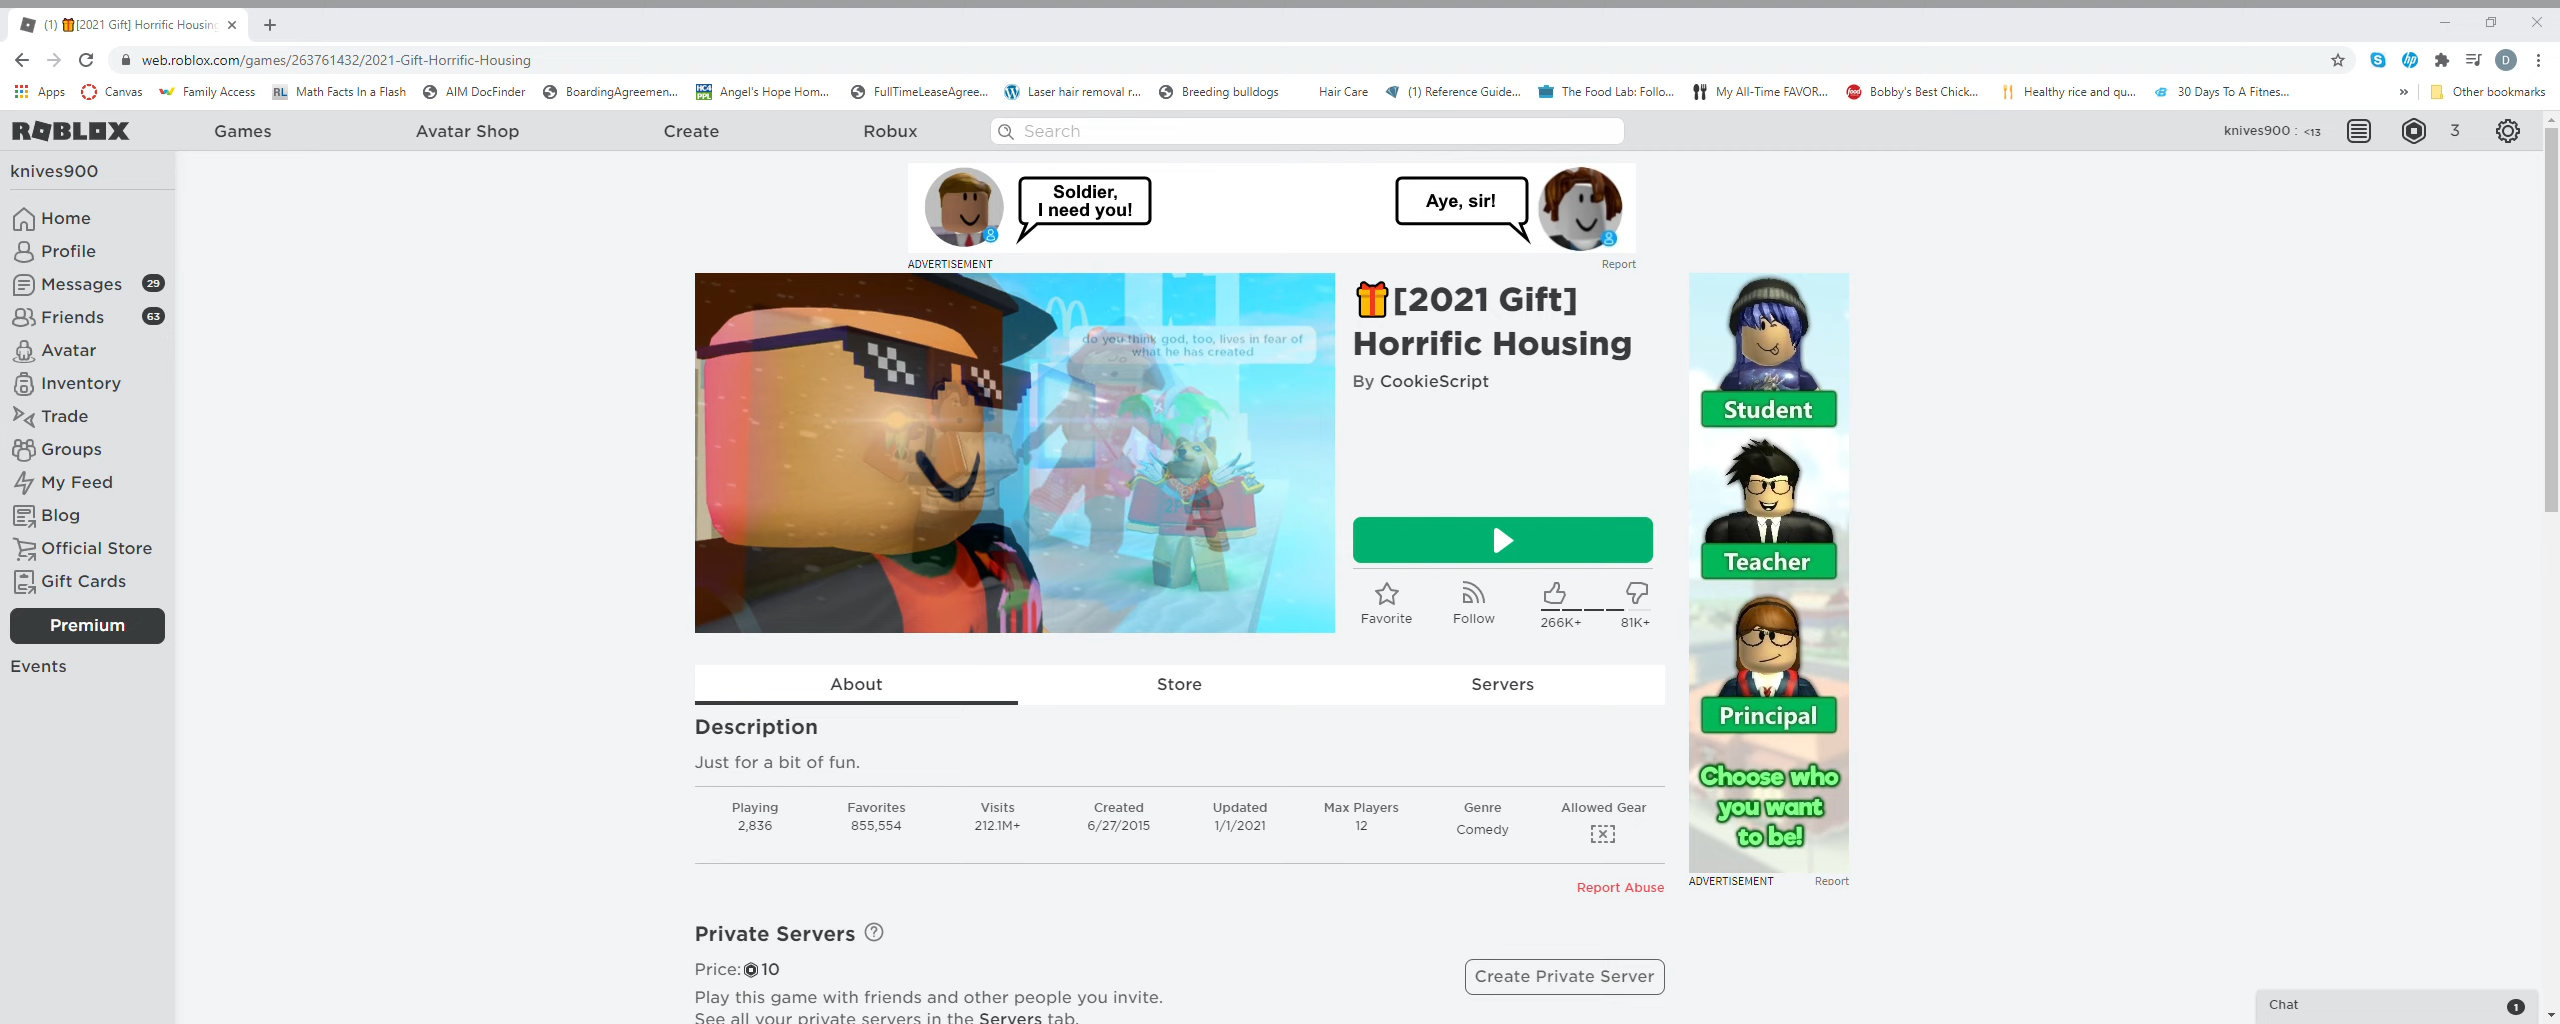 (1) 🎁[2021 Gift] Horrific Housing
web.roblox.com/games/263761432/2021-Gift-Horrific-Housing
D
Apps
Canvas
Family Access
RL Math Facts In a Flash
AIM DocFinder
BoardingAgreemen...
HC4 PPL Angel's Hope Hom...
FullTimeLeaseAgree...
Laser hair removal r...
Breeding bulldogs
Hair Care
(1) Reference Guide...
The Food Lab: Follo...
My All-Time FAVOR...
food Bobby's Best Chick...
Healthy rice and qu...
30 Days To A Fitnes...
»
Other bookmarks
ROBLOX
Games
Avatar Shop
Create
Robux
Search
knives900 : <13
3
knives900
Home
Profile
Messages 29
Friends 63
Avatar
Inventory
Trade
Groups
My Feed
Blog
Official Store
Gift Cards
Premium
Events
Soldier,
I need you!
Aye, sir!
ADVERTISEMENT
Report
do you think god, too, lives in fear of
what he has created
🎁[2021 Gift]
Horrific Housing
By CookieScript
Favorite
Follow
266K+
81K+
Student
Teacher
Principal
Choose who
you want
to be!
ADVERTISEMENT
Report
About
Store
Servers
Description
Just for a bit of fun.
Playing
2,836
Favorites
855,554
Visits
212.1M+
Created
6/27/2015
Updated
1/1/2021
Max Players
12
Genre
Comedy
Allowed Gear
Report Abuse
Private Servers
Price: 10
Create Private Server
Play this game with friends and other people you invite.
See all your private servers in the Servers tab.
Chat
1